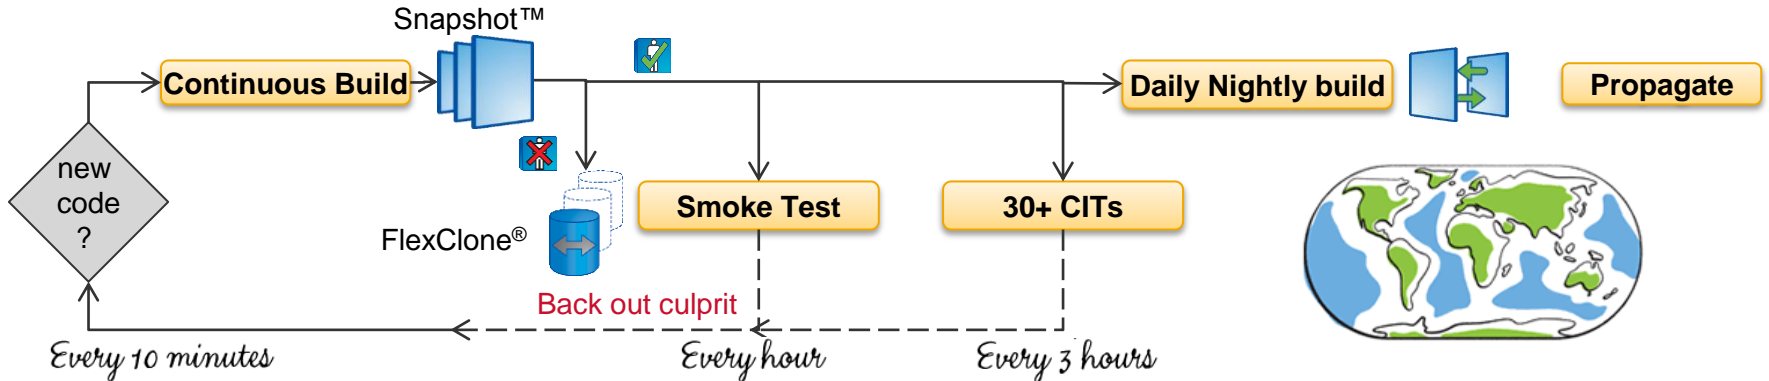 Snapshot™
Continuous Build
Daily Nightly build
Propagate
new
code
?
Smoke Test
30+ CITs
FlexClone®
Back out culprit
Every 10 minutes
Every hour
Every 3 hours